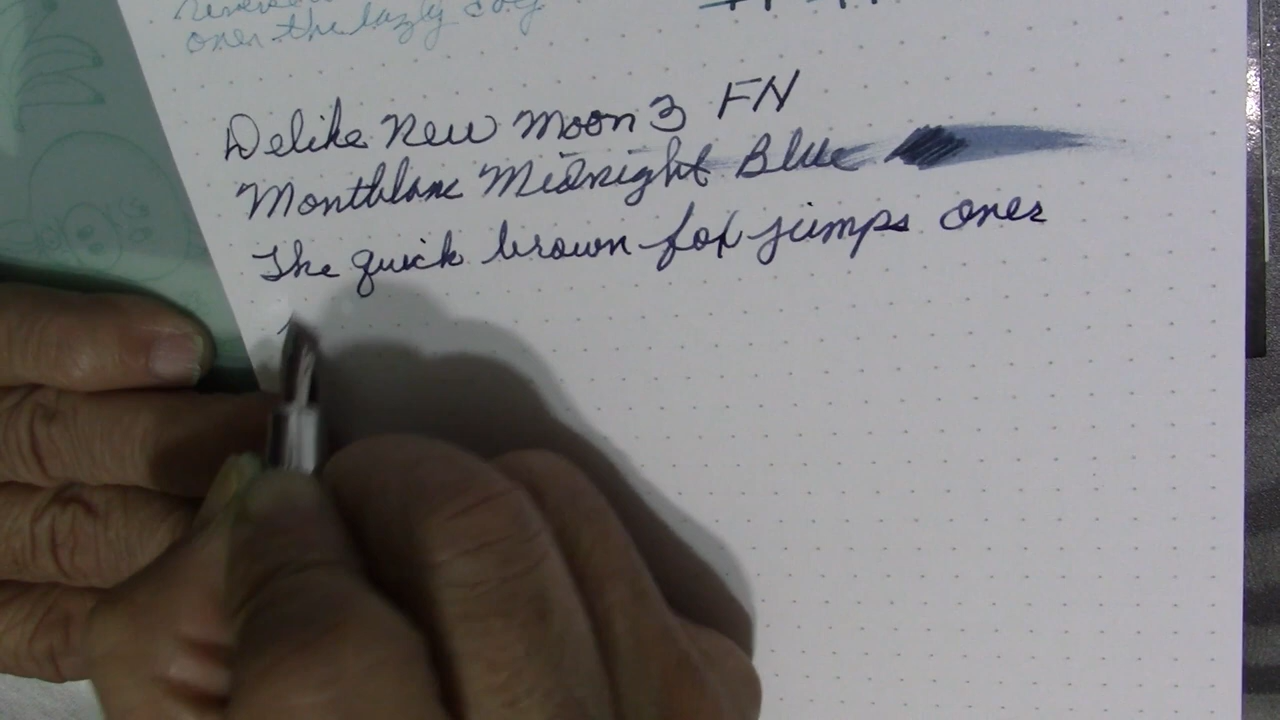 over the lazy dog
Delike New Moon 3 FN
Montblanc Midnight Blue
The quick brown fox jumps over